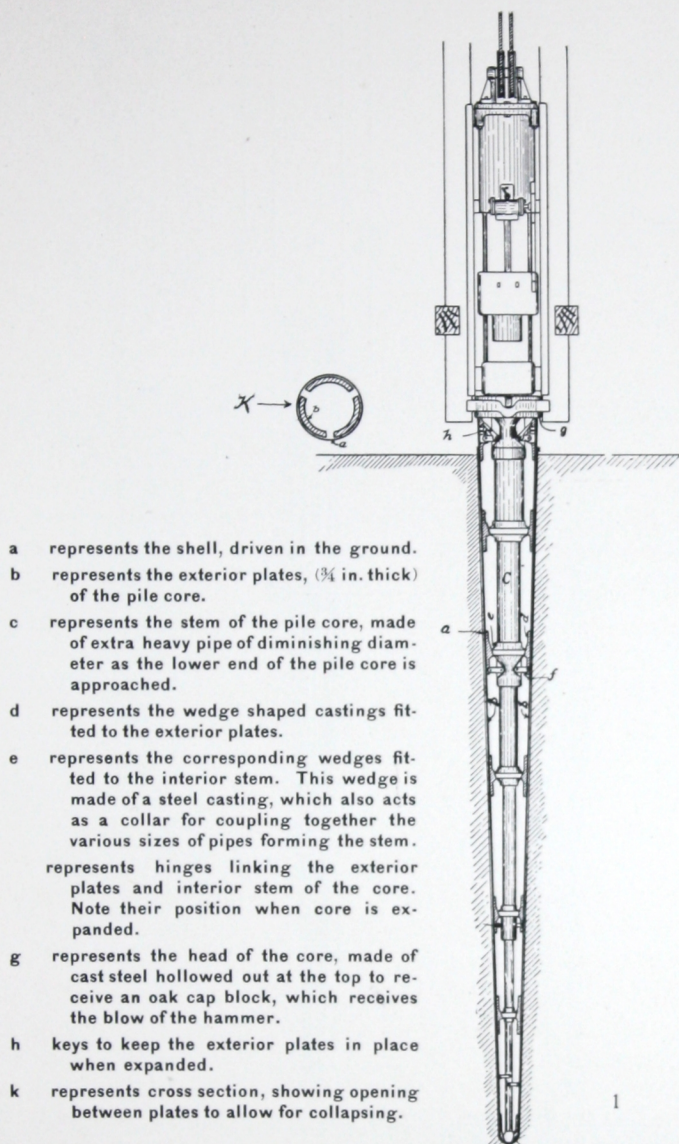 K
b
a
h
g
C
e
d
a
f
a represents the shell, driven in the ground.
b represents the exterior plates, (¾ in. thick)
of the pile core.
c represents the stem of the pile core, made
of extra heavy pipe of diminishing diam-
eter as the lower end of the pile core is
approached.
d represents the wedge shaped castings fit-
ted to the exterior plates.
e represents the corresponding wedges fit-
ted to the interior stem. This wedge is
made of a steel casting, which also acts
as a collar for coupling together the
various sizes of pipes forming the stem.
represents hinges linking the exterior
plates and interior stem of the core.
Note their position when core is ex-
panded.
g represents the head of the core, made of
cast steel hollowed out at the top to re-
ceive an oak cap block, which receives
the blow of the hammer.
h keys to keep the exterior plates in place
when expanded.
k represents cross section, showing opening
between plates to allow for collapsing.
1